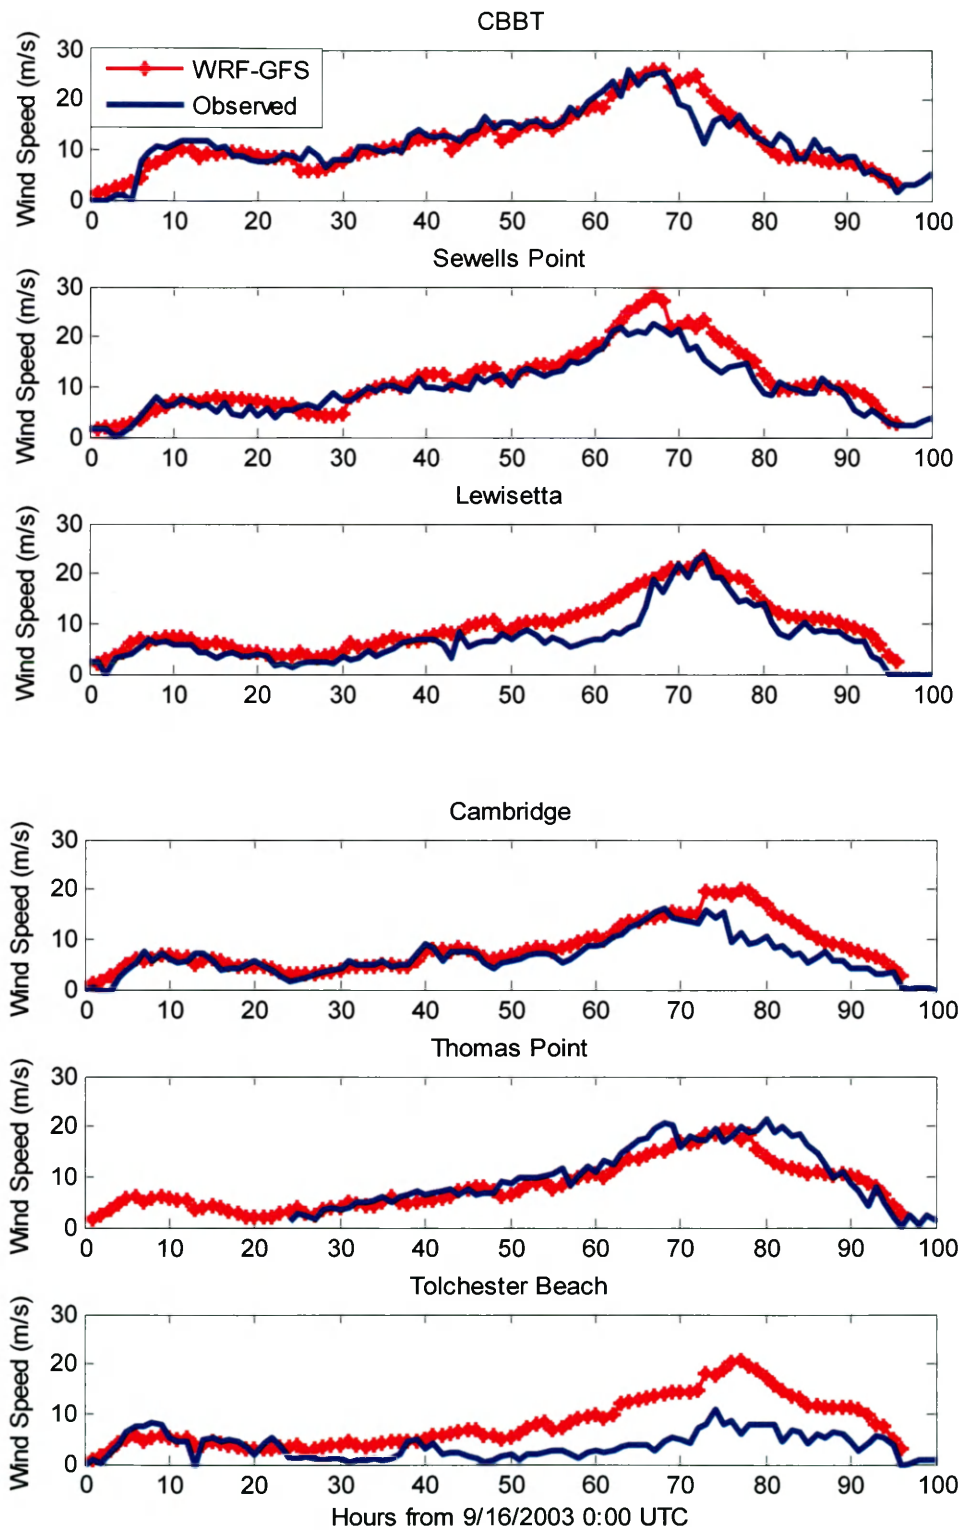 CBBT
Wind Speed (m/s)
30
20
10
0
WRF-GFS
Observed
0 10 20 30 40 50 60 70 80 90 100
Sewells Point
Wind Speed (m/s)
30
20
10
0
0 10 20 30 40 50 60 70 80 90 100
Lewisetta
Wind Speed (m/s)
30
20
10
0
0 10 20 30 40 50 60 70 80 90 100
Cambridge
Wind Speed (m/s)
30
20
10
0
0 10 20 30 40 50 60 70 80 90 100
Thomas Point
Wind Speed (m/s)
30
20
10
0
0 10 20 30 40 50 60 70 80 90 100
Tolchester Beach
Wind Speed (m/s)
30
20
10
0
0 10 20 30 40 50 60 70 80 90 100
Hours from 9/16/2003 0:00 UTC